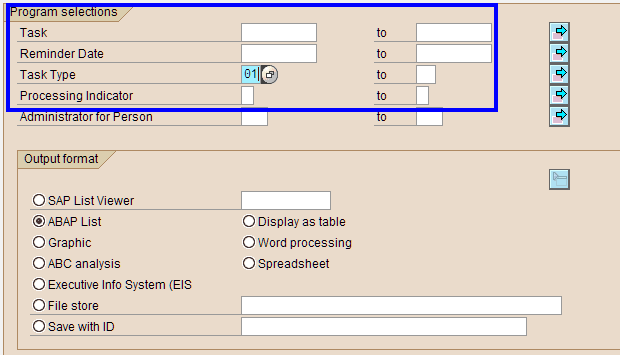 Program selections
Task to
Reminder Date to
Task Type 01 to
Processing Indicator to
Administrator for Person to
Output format
SAP List Viewer
ABAP List Display as table
Graphic Word processing
ABC analysis Spreadsheet
Executive Info System (EIS
File store
Save with ID